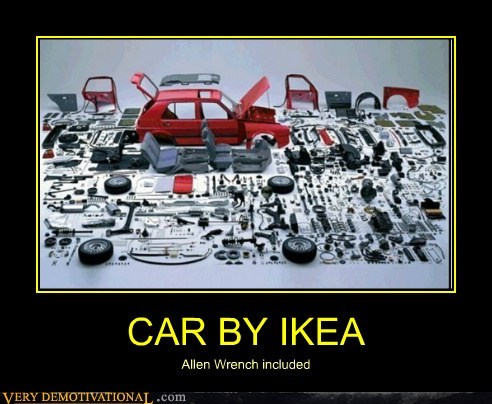 CAR BY IKEA
Allen Wrench included
VERY DEMOTIVATIONAL.com